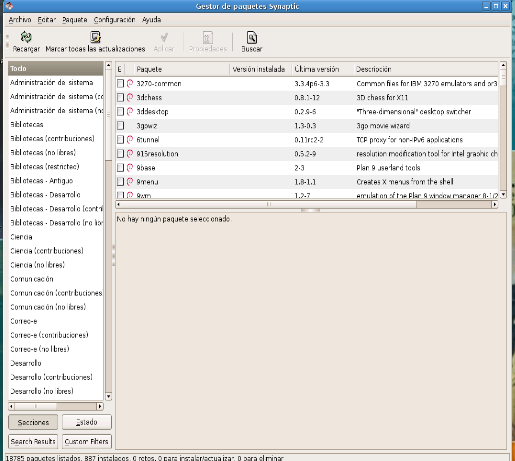 Gestor de paquetes Synaptic
Archivo Editar Paquete Configuración Ayuda
Recargar Marcar todas las actualizaciones Aplicar Propiedades Buscar
Todo
Administración del sistema
Administración de sistema (co
Administración de sistema (no
Bibliotecas
Bibliotecas (contribuciones)
Bibliotecas (no libres)
Bibliotecas (restricted)
Bibliotecas - Antiguo
Bibliotecas - Desarrollo
Bibliotecas - Desarrollo (contri
Bibliotecas - Desarrollo (no lib
Ciencia
Ciencia (contribuciones)
Ciencia (no libres)
Comunicación
Comunicación (contribuciones
Comunicación (no libres)
Correo-e
Correo-e (contribuciones)
Correo-e (no libres)
Desarrollo
Desarrollo (contribuciones)
Desarrollo (no libres)
Secciones Estado
Search Results Custom Filters
E Paquete Versión instalada Última versión Descripción
3270-common 3.3.4p6-3.3 Common files for IBM 3270 emulators and pr3
3dchess 0.8.1-12 3D chess for X11
3ddesktop 0.2.9-6 "Three-dimensional" desktop switcher
3gowiz 1.3-0.3 3go movie wizard
6tunnel 0.11rc2-2 TCP proxy for non-IPv6 applications
915resolution 0.5.2-9 resolution modification tool for intel graphic ch
9base 2-3 Plan 9 userland tools
9menu 1.8-1.1 Creates X menus from the shell
9wm 1.2-7 emulation of the Plan 9 window manager 8-1/2
No hay ningún paquete seleccionado.
18785 paquetes listados, 887 instalados, 0 rotos, 0 para instalar/actualizar, 0 para eliminar